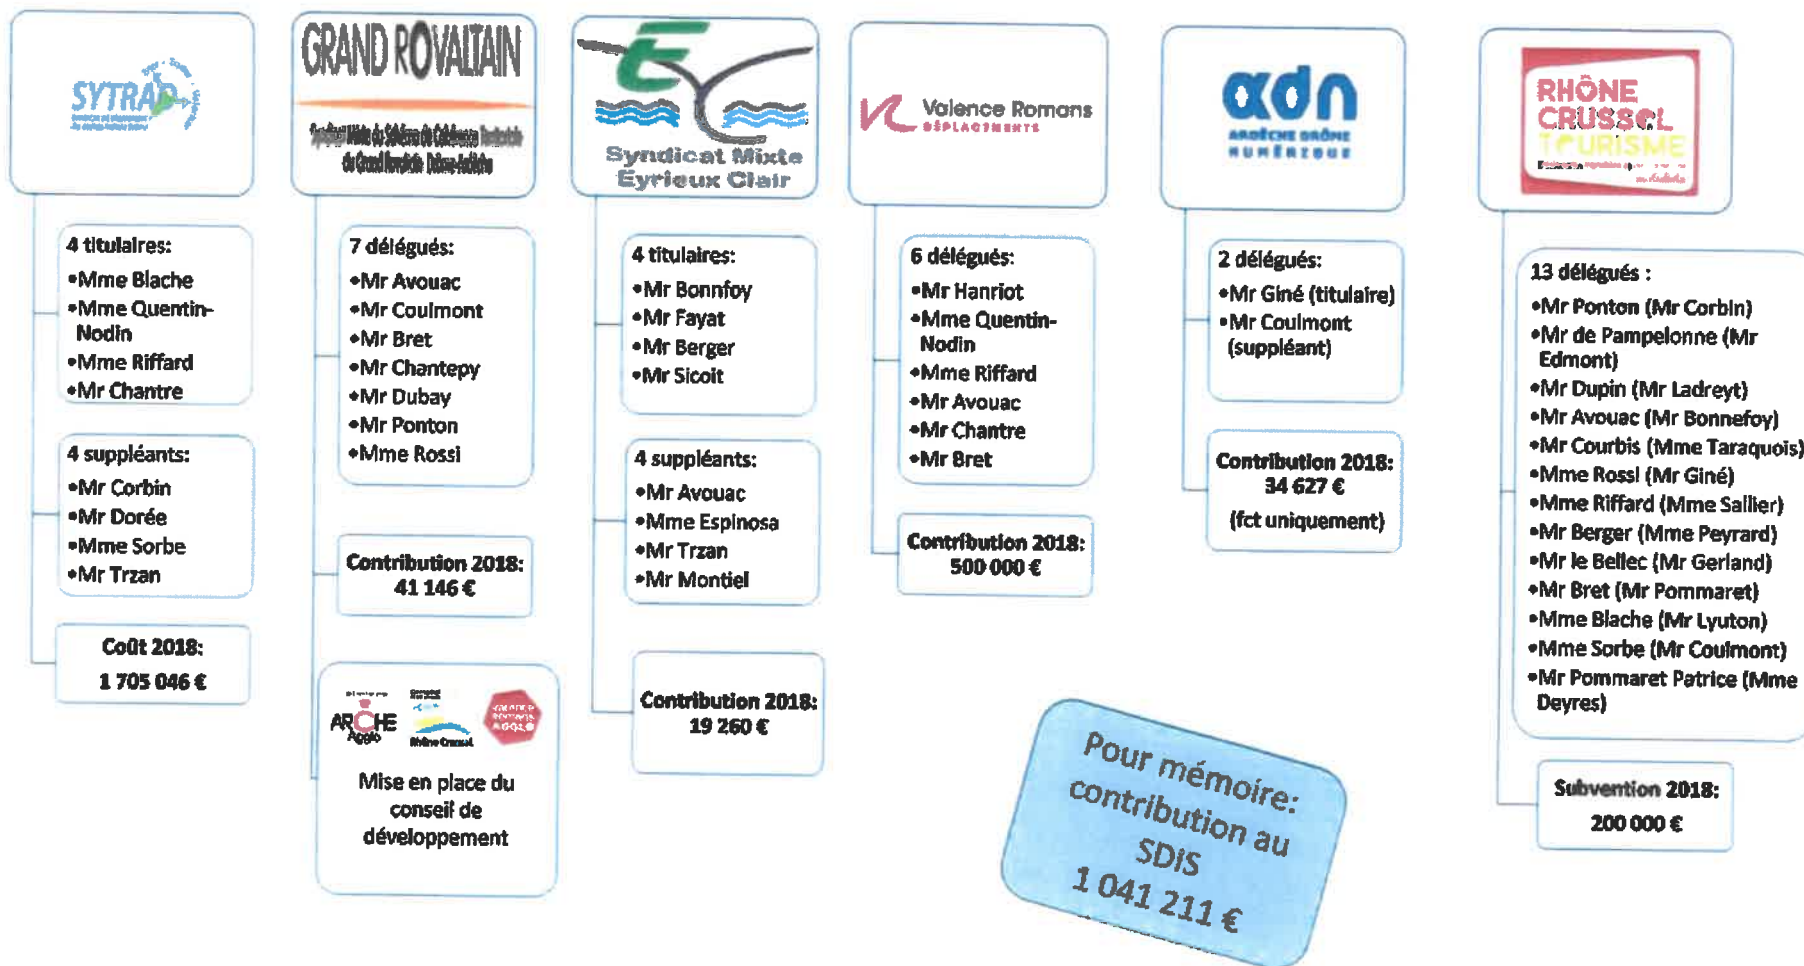 SYTRAD
4 titulaires:
•Mme Blache
•Mme Quentin-
Nodin
•Mme Riffard
•Mr Chantre
4 suppléants:
•Mr Corbin
•Mr Dorée
•Mme Sorbe
•Mr Trzan
Coût 2018:
1 705 046 €
GRAND ROVALTAIN
7 délégués:
•Mr Avouac
•Mr Coulmont
•Mr Bret
•Mr Chantepy
•Mr Dubay
•Mr Ponton
•Mme Rossi
Contribution 2018:
41 146 €
ARCHE
Agglo
Rhône Crussol
VALENCE
ROMANS
AGGLO
Mise en place du
conseil de
développement
Syndicat Mixte
Eyrieux Clair
4 titulaires:
•Mr Bonnfoy
•Mr Fayat
•Mr Berger
•Mr Sicoit
4 suppléants:
•Mr Avouac
•Mme Espinosa
•Mr Trzan
•Mr Montiel
Contribution 2018:
19 260 €
Valence Romans
DÉPLACEMENTS
6 délégués:
•Mr Hanriot
•Mme Quentin-
Nodin
•Mme Riffard
•Mr Avouac
•Mr Chantre
•Mr Bret
Contribution 2018:
500 000 €
adn
ARDÈCHE DRÔME
NUMÉRIQUE
2 délégués:
•Mr Giné (titulaire)
•Mr Coulmont
(suppléant)
Contribution 2018:
34 627 €
(fct uniquement)
RHÔNE
CRUSSOL
TOURISME
13 délégués :
•Mr Ponton (Mr Corbin)
•Mr de Pampelonne (Mr
Edmont)
•Mr Dupin (Mr Ladreyt)
•Mr Avouac (Mr Bonnefoy)
•Mr Courbis (Mme Taraquois)
•Mme Rossi (Mr Giné)
•Mme Riffard (Mme Sallier)
•Mr Berger (Mme Peyrard)
•Mr le Bellec (Mr Gerland)
•Mr Bret (Mr Pommaret)
•Mme Blache (Mr Lyuton)
•Mme Sorbe (Mr Coulmont)
•Mr Pommaret Patrice (Mme
Deyres)
Subvention 2018:
200 000 €
Pour mémoire:
contribution au
SDIS
1 041 211 €